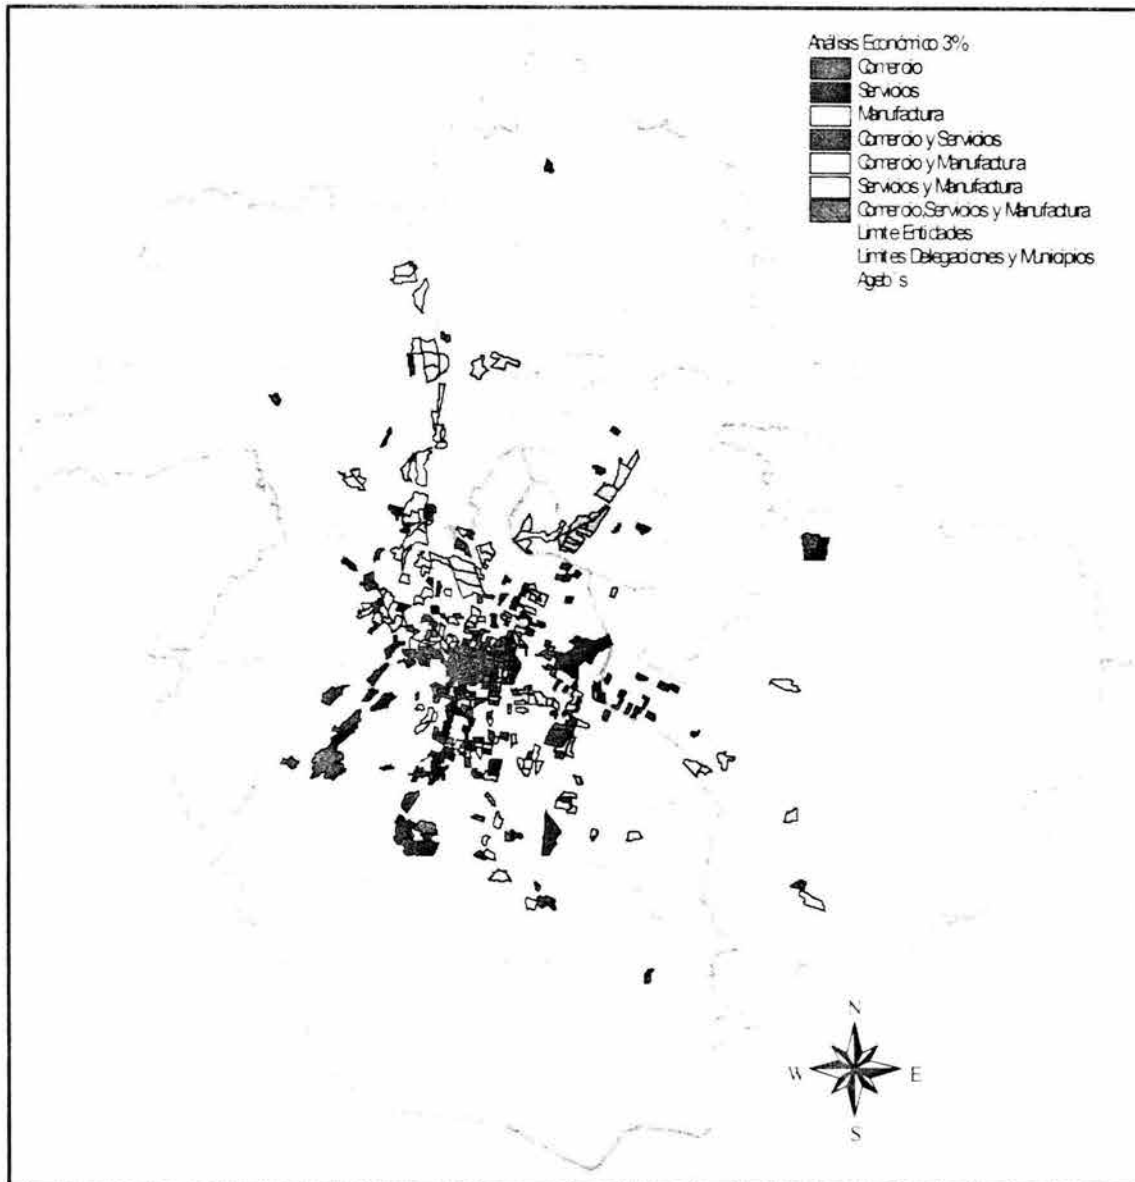 Análisis Económico 3%
Comercio
Servicios
Manufactura
Comercio y Servicios
Comercio y Manufactura
Servicios y Manufactura
Comercio,Servicios y Manufactura
Limite Entidades
Limites Delegaciones y Municipios
Ageb's
N
W E
S